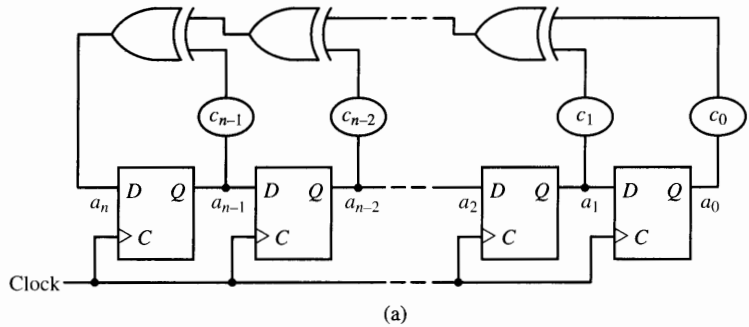 c_{n–1} c_{n–2} c_1 c_0
D Q D Q D Q D Q
a_n a_{n–1} a_{n–2} a_2 a_1 a_0
C C C C
Clock
(a)